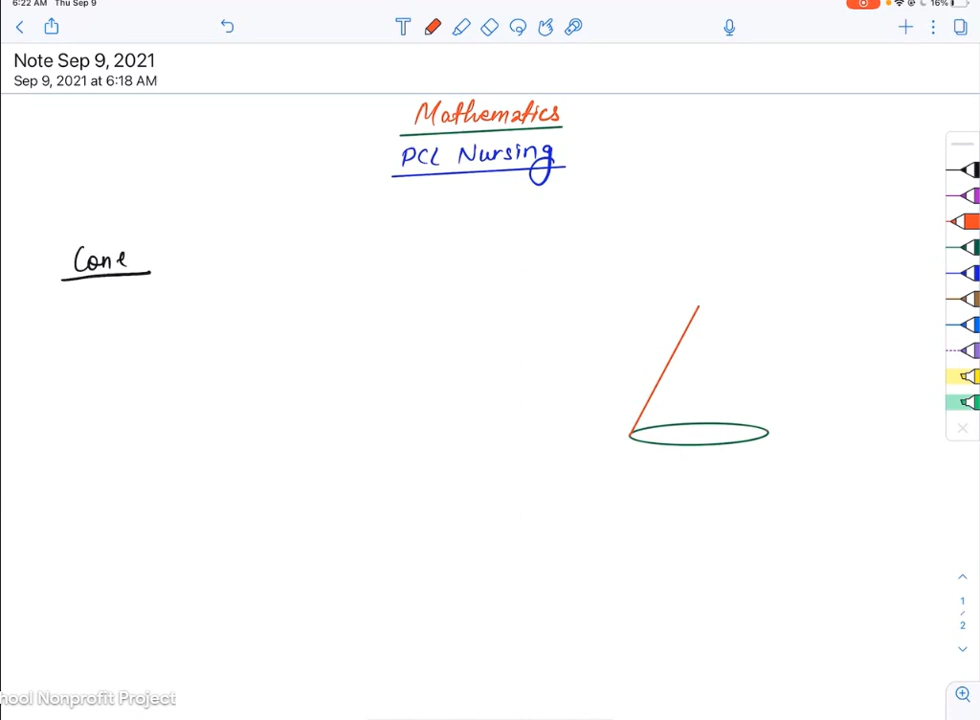 6:22 AM Thu Sep 9
16%
Note Sep 9, 2021
Sep 9, 2021 at 6:18 AM
Mathematics
PCL Nursing
Cone
1
/
2
hool Nonprofit Project